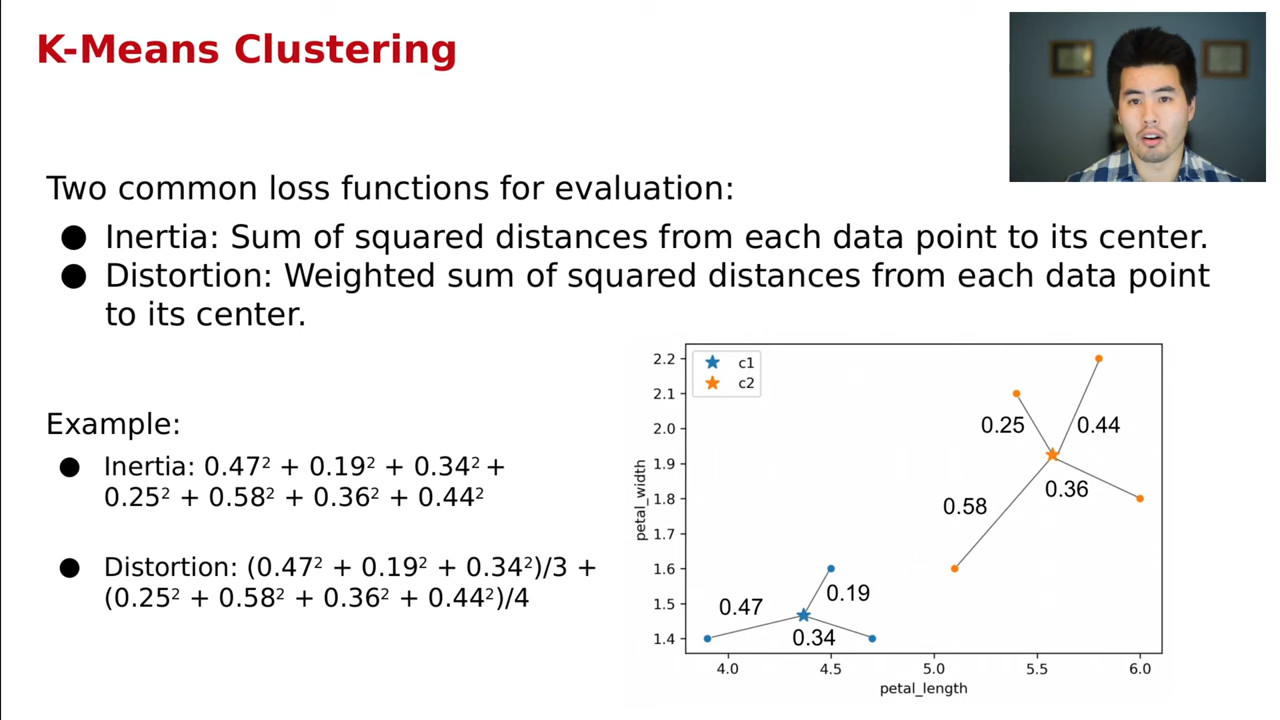 K-Means Clustering
Two common loss functions for evaluation:
● Inertia: Sum of squared distances from each data point to its center.
● Distortion: Weighted sum of squared distances from each data point
to its center.
Example:
● Inertia: 0.47² + 0.19² + 0.34² +
0.25² + 0.58² + 0.36² + 0.44²
● Distortion: (0.47² + 0.19² + 0.34²)/3 +
(0.25² + 0.58² + 0.36² + 0.44²)/4
c1
c2
2.2
2.1
2.0
1.9
1.8
1.7
1.6
1.5
1.4
petal_width
0.25
0.44
0.58
0.36
0.47
0.19
0.34
4.0 4.5 5.0 5.5 6.0
petal_length